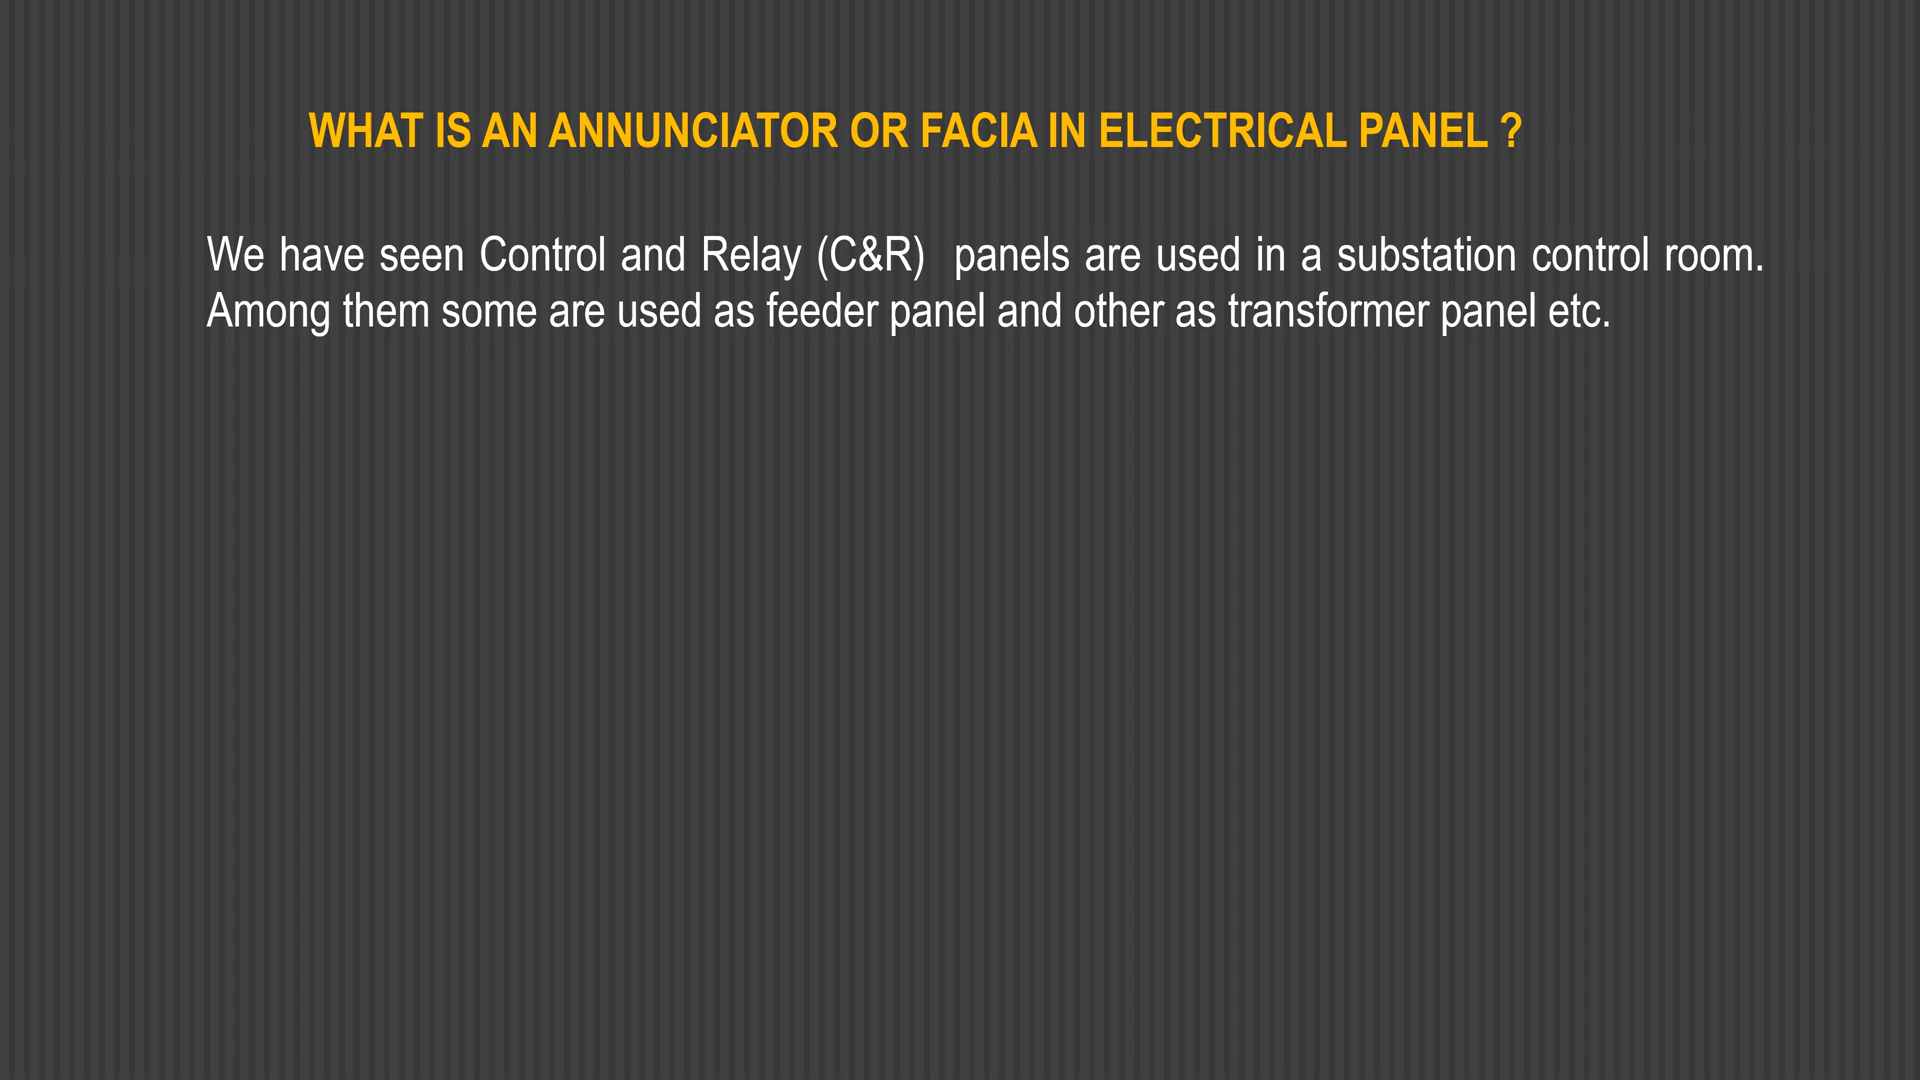 WHAT IS AN ANNUNCIATOR OR FACIA IN ELECTRICAL PANEL ?
We have seen Control and Relay (C&R)  panels are used in a substation control room.
Among them some are used as feeder panel and other as transformer panel etc.